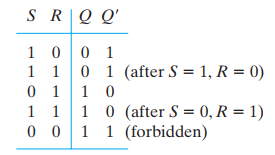 S R Q Q'
1 0 0 1
1 1 0 1 (after S = 1, R = 0)
0 1 1 0
1 1 1 0 (after S = 0, R = 1)
0 0 1 1 (forbidden)